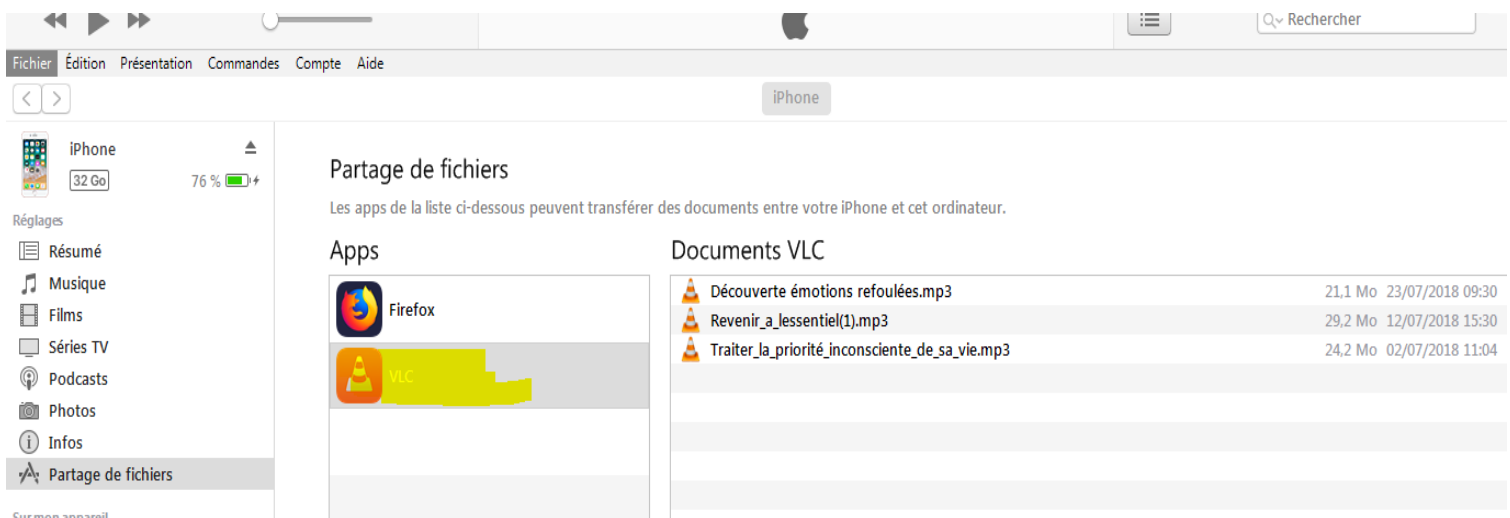 Rechercher
Fichier Édition Présentation Commandes Compte Aide
iPhone
iPhone
32 Go 76 %
Réglages
Résumé
Musique
Films
Séries TV
Podcasts
Photos
Infos
Partage de fichiers
Sur mon appareil
Partage de fichiers
Les apps de la liste ci-dessous peuvent transférer des documents entre votre iPhone et cet ordinateur.
Apps
Firefox
VLC
Documents VLC
Découverte émotions refoulées.mp3 21,1 Mo 23/07/2018 09:30
Revenir_a_lessentiel(1).mp3 29,2 Mo 12/07/2018 15:30
Traiter_la_priorité_inconsciente_de_sa_vie.mp3 24,2 Mo 02/07/2018 11:04